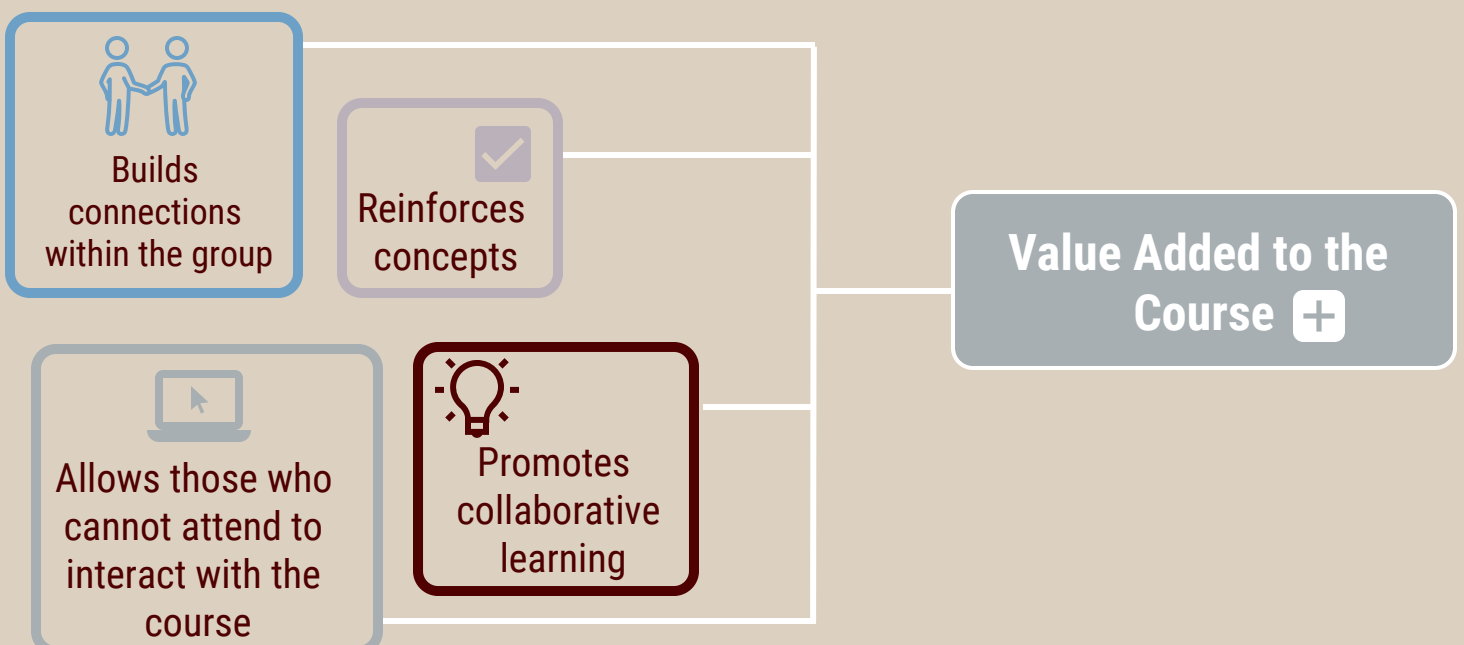 Builds
connections
within the group
Reinforces
concepts
Allows those who
cannot attend to
interact with the
course
Promotes
collaborative
learning
Value Added to the
Course